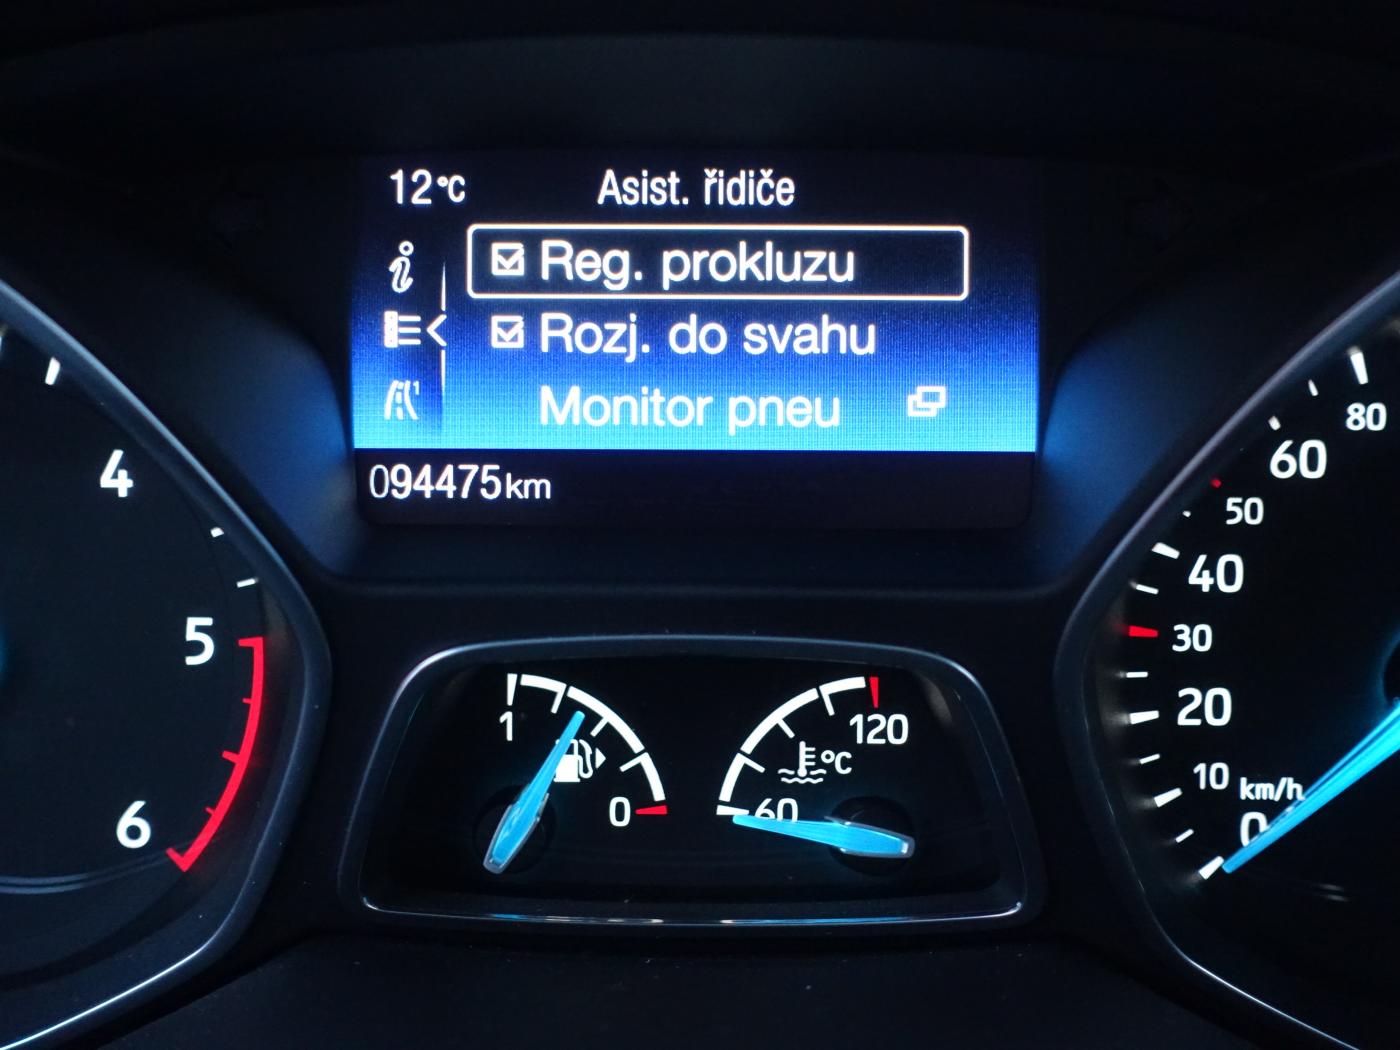 12°C Asist. řidiče
Reg. prokluzu
Rozj. do svahu
Monitor pneu
094475km
4
5
6
1
0
120
°C
60
80
60
50
40
30
20
10 km/h
0